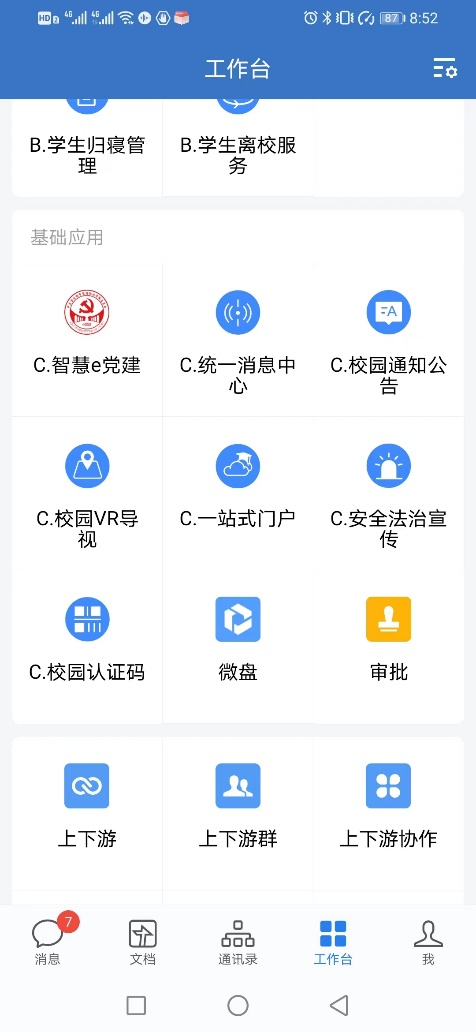 HD 2 4G 4G 87 8:52
工作台
B.学生归寝管
理
B.学生离校服
务
基础应用
C.智慧e党建
C.统一消息中
心
C.校园通知公
告
C.校园VR导
视
C.一站式门户
C.安全法治宣
传
C.校园认证码
微盘
审批
上下游
上下游群
上下游协作
7
消息
文档
通讯录
工作台
我